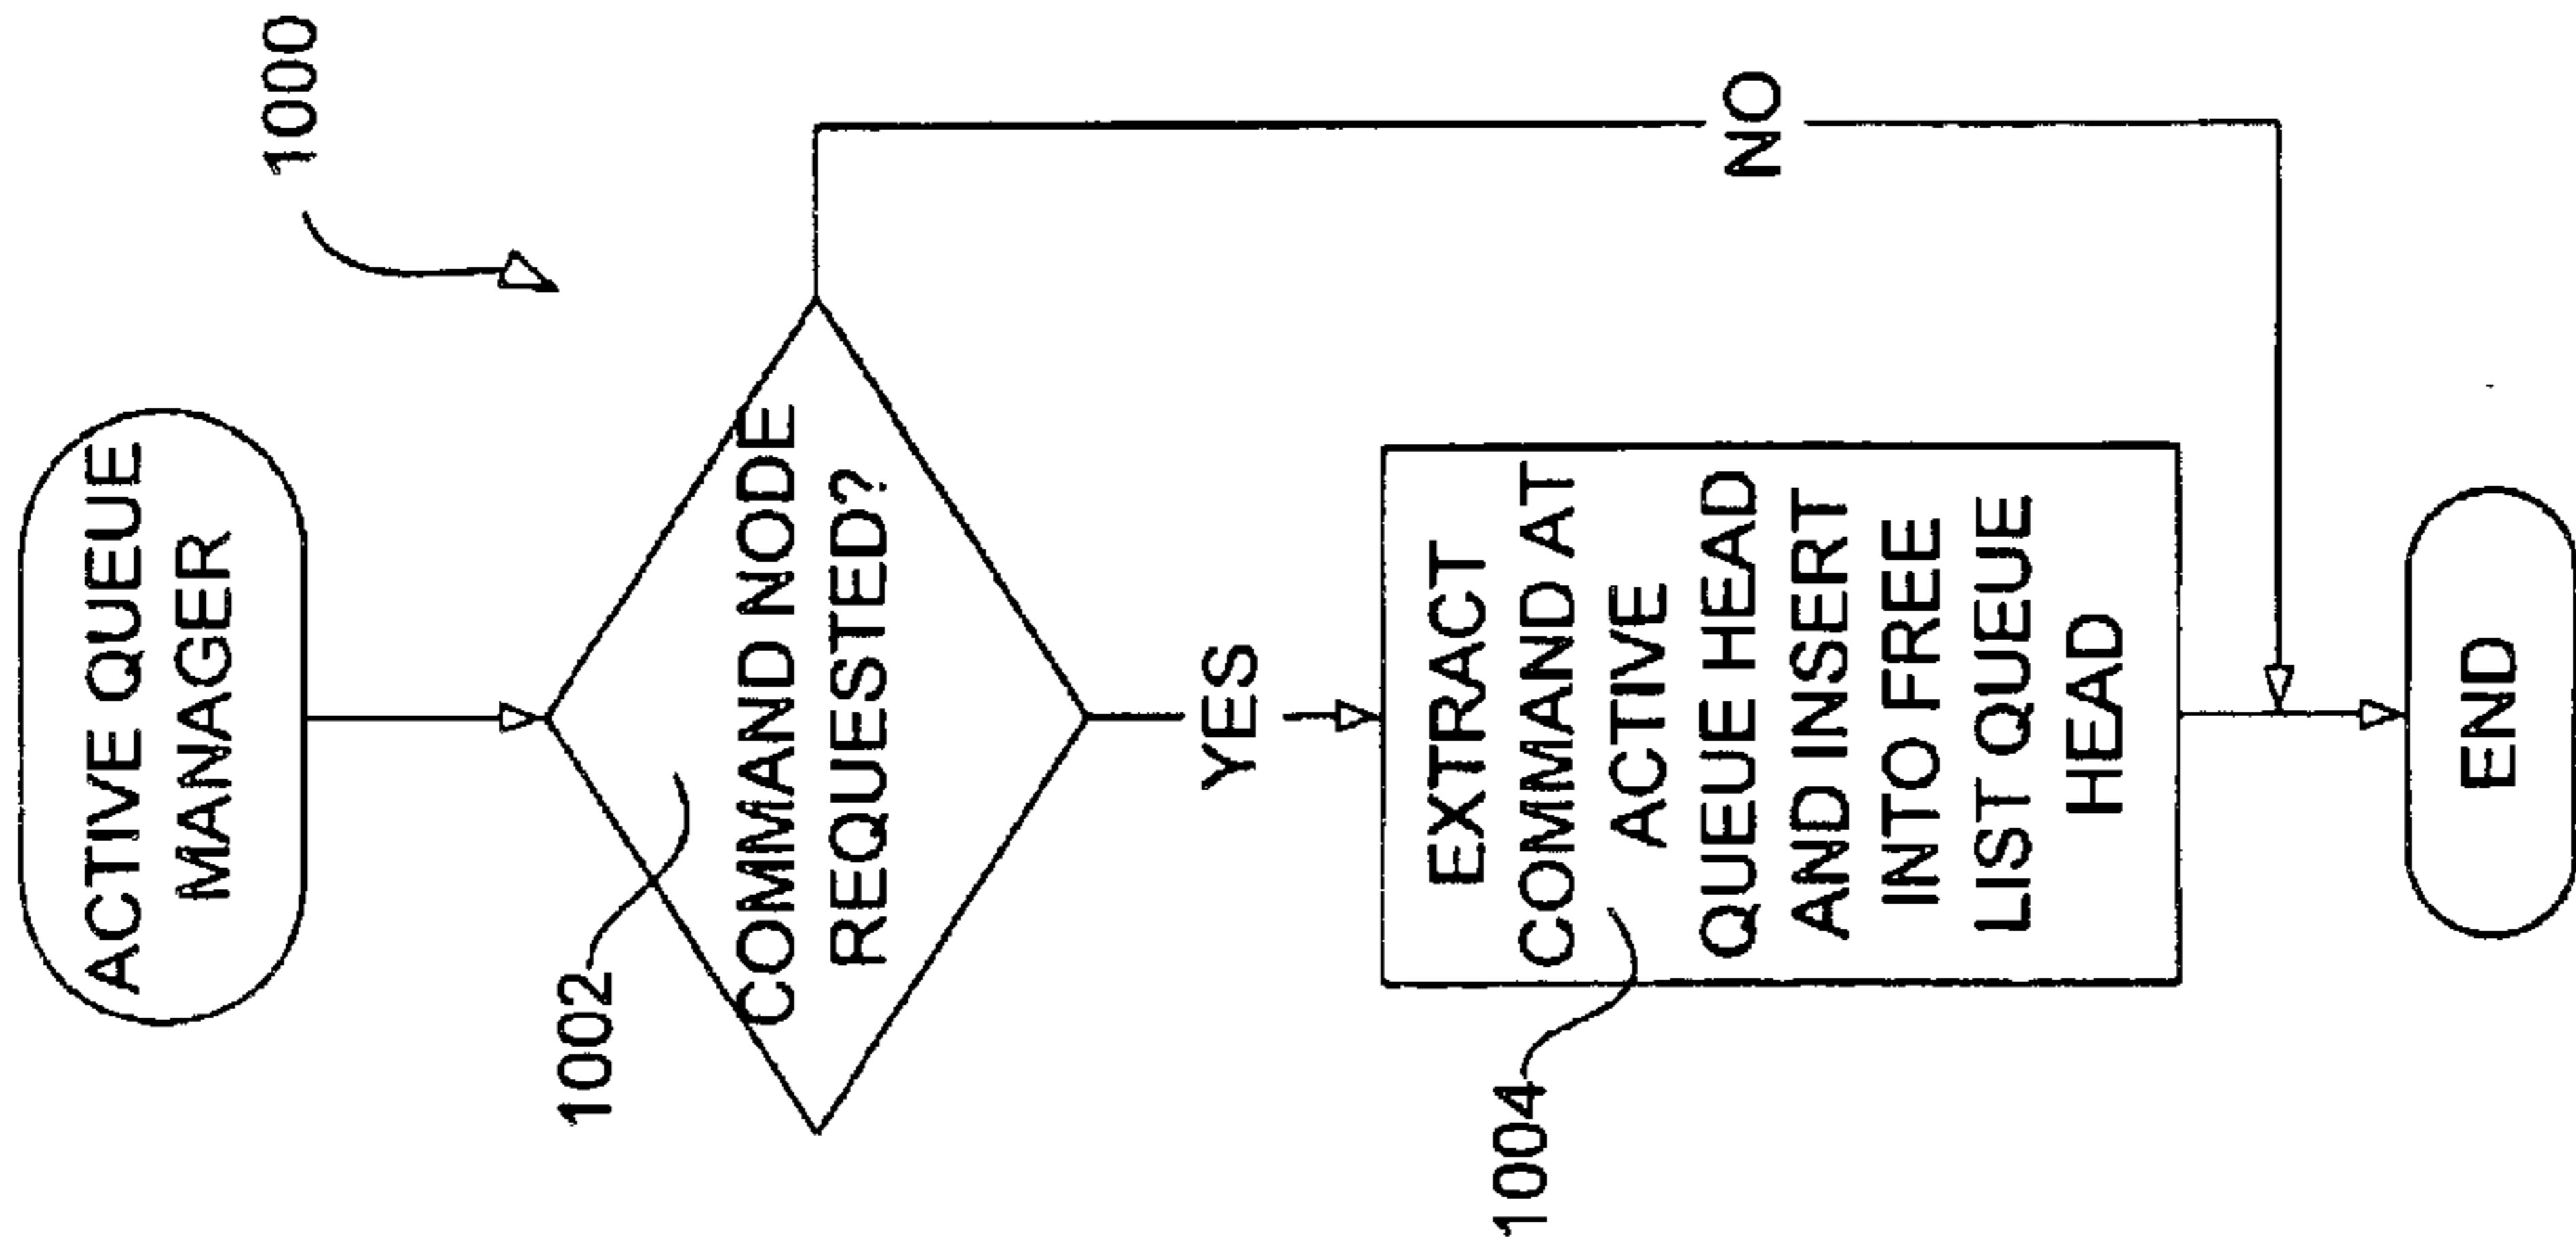 1000
ACTIVE QUEUE
MANAGER
1002
COMMAND NODE
REQUESTED?
YES
NO
1004
EXTRACT
COMMAND AT
ACTIVE
QUEUE HEAD
AND INSERT
INTO FREE
LIST QUEUE
HEAD
END